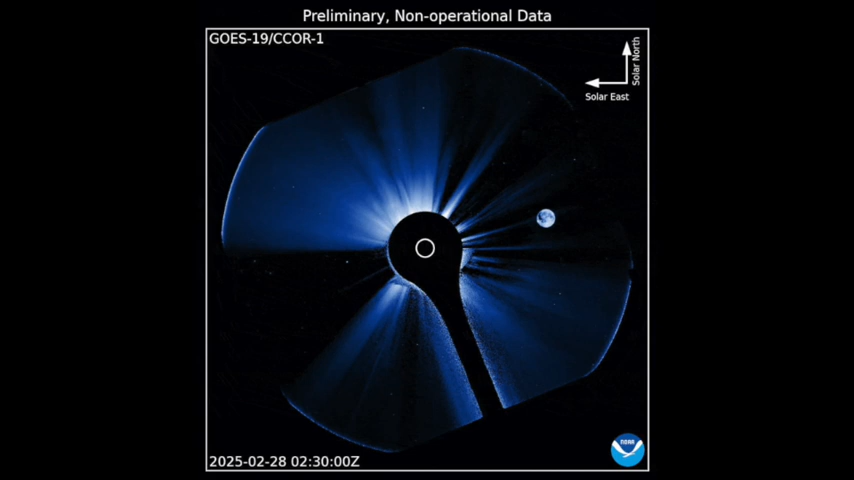 Preliminary, Non-operational Data
GOES-19/CCOR-1
Solar North
Solar East
NOAA
2025-02-28 02:30:00Z